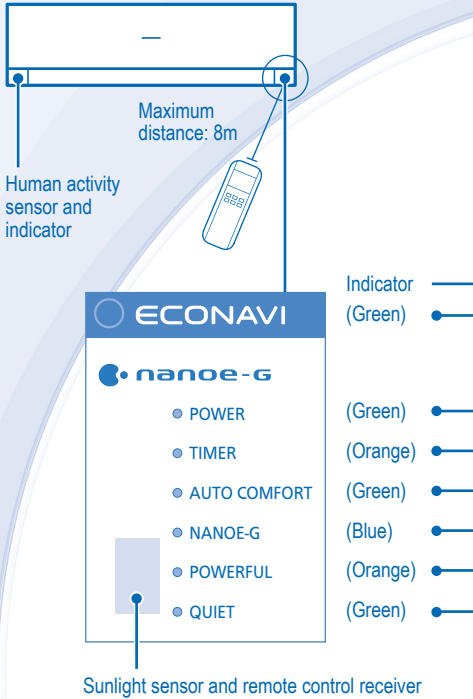 Maximum
distance: 8m
Human activity
sensor and
indicator
Indicator
ECONAVI (Green)
nanoe-G
POWER (Green)
TIMER (Orange)
AUTO COMFORT (Green)
NANOE-G (Blue)
POWERFUL (Orange)
QUIET (Green)
Sunlight sensor and remote control receiver